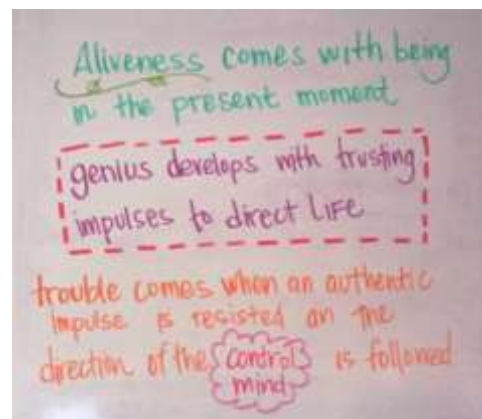 Aliveness comes with being
in the present moment
genius develops with trusting
impulses to direct LIFE
trouble comes when an authentic
impulse is resisted an the
direction of the control is followed
mind